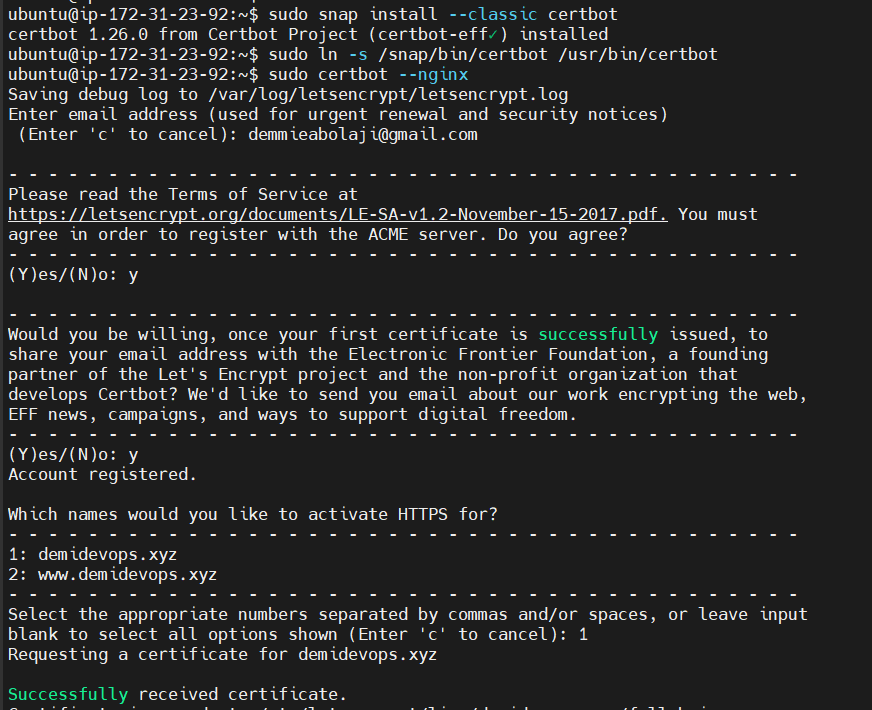 ubuntu@ip-172-31-23-92:~$ sudo snap install --classic certbot
certbot 1.26.0 from Certbot Project (certbot-eff✓) installed
ubuntu@ip-172-31-23-92:~$ sudo ln -s /snap/bin/certbot /usr/bin/certbot
ubuntu@ip-172-31-23-92:~$ sudo certbot --nginx
Saving debug log to /var/log/letsencrypt/letsencrypt.log
Enter email address (used for urgent renewal and security notices)
(Enter 'c' to cancel): demmieabolaji@gmail.com
- - - - - - - - - - - - - - - - - - - - - - - - - - - - - - - - - - - - - - - -
Please read the Terms of Service at
https://letsencrypt.org/documents/LE-SA-v1.2-November-15-2017.pdf. You must
agree in order to register with the ACME server. Do you agree?
- - - - - - - - - - - - - - - - - - - - - - - - - - - - - - - - - - - - - - - -
(Y)es/(N)o: y
- - - - - - - - - - - - - - - - - - - - - - - - - - - - - - - - - - - - - - - -
Would you be willing, once your first certificate is successfully issued, to
share your email address with the Electronic Frontier Foundation, a founding
partner of the Let's Encrypt project and the non-profit organization that
develops Certbot? We'd like to send you email about our work encrypting the web,
EFF news, campaigns, and ways to support digital freedom.
- - - - - - - - - - - - - - - - - - - - - - - - - - - - - - - - - - - - - - - -
(Y)es/(N)o: y
Account registered.
Which names would you like to activate HTTPS for?
- - - - - - - - - - - - - - - - - - - - - - - - - - - - - - - - - - - - - - - -
1: demidevops.xyz
2: www.demidevops.xyz
- - - - - - - - - - - - - - - - - - - - - - - - - - - - - - - - - - - - - - - -
Select the appropriate numbers separated by commas and/or spaces, or leave input
blank to select all options shown (Enter 'c' to cancel): 1
Requesting a certificate for demidevops.xyz
Successfully received certificate.